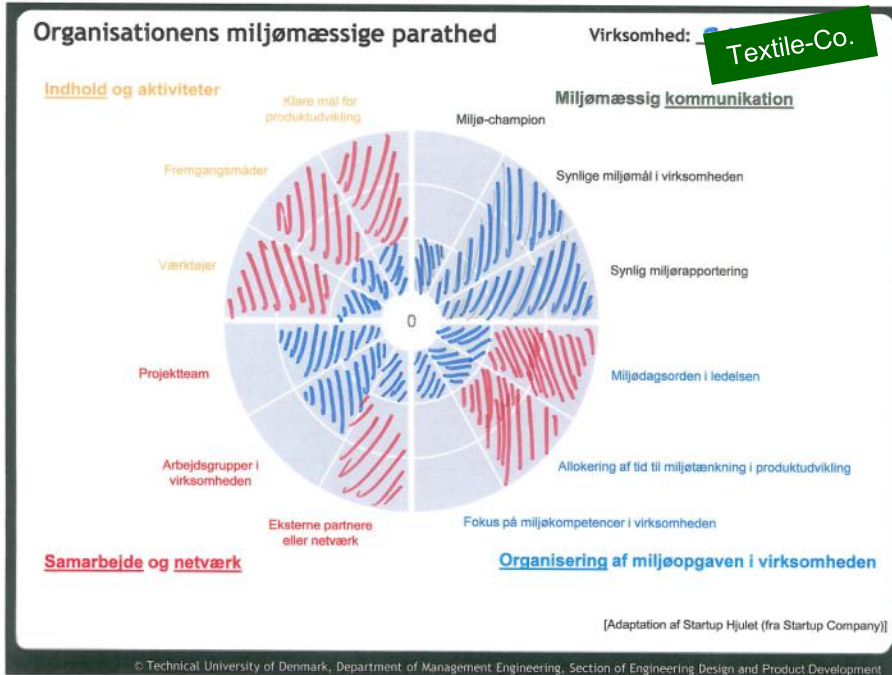 Organisationens miljømæssige parathed
Virksomhed:
Textile-Co.
Indhold og aktiviteter
Miljømæssig kommunikation
Klare mål for
produktudvikling
Miljø-champion
Fremgangsmåder
Synlige miljømål i virksomheden
Værktøjer
Synlig miljørapportering
0
Projektteam
Miljødagsorden i ledelsen
Arbejdsgrupper i
virksomheden
Allokering af tid til miljøtænkning i produktudvikling
Eksterne partnere
eller netværk
Fokus på miljøkompetencer i virksomheden
Samarbejde og netværk
Organisering af miljøopgaven i virksomheden
[Adaptation af Startup Hjulet (fra Startup Company)]
© Technical University of Denmark, Department of Management Engineering, Section of Engineering Design and Product Development